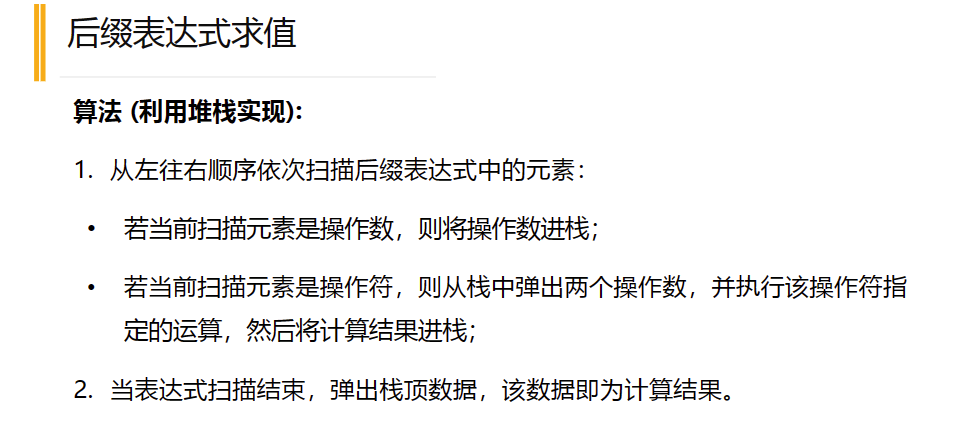 后缀表达式求值
算法 (利用堆栈实现):
1. 从左往右顺序依次扫描后缀表达式中的元素：
• 若当前扫描元素是操作数，则将操作数进栈；
• 若当前扫描元素是操作符，则从栈中弹出两个操作数，并执行该操作符指
定的运算，然后将计算结果进栈；
2. 当表达式扫描结束，弹出栈顶数据，该数据即为计算结果。